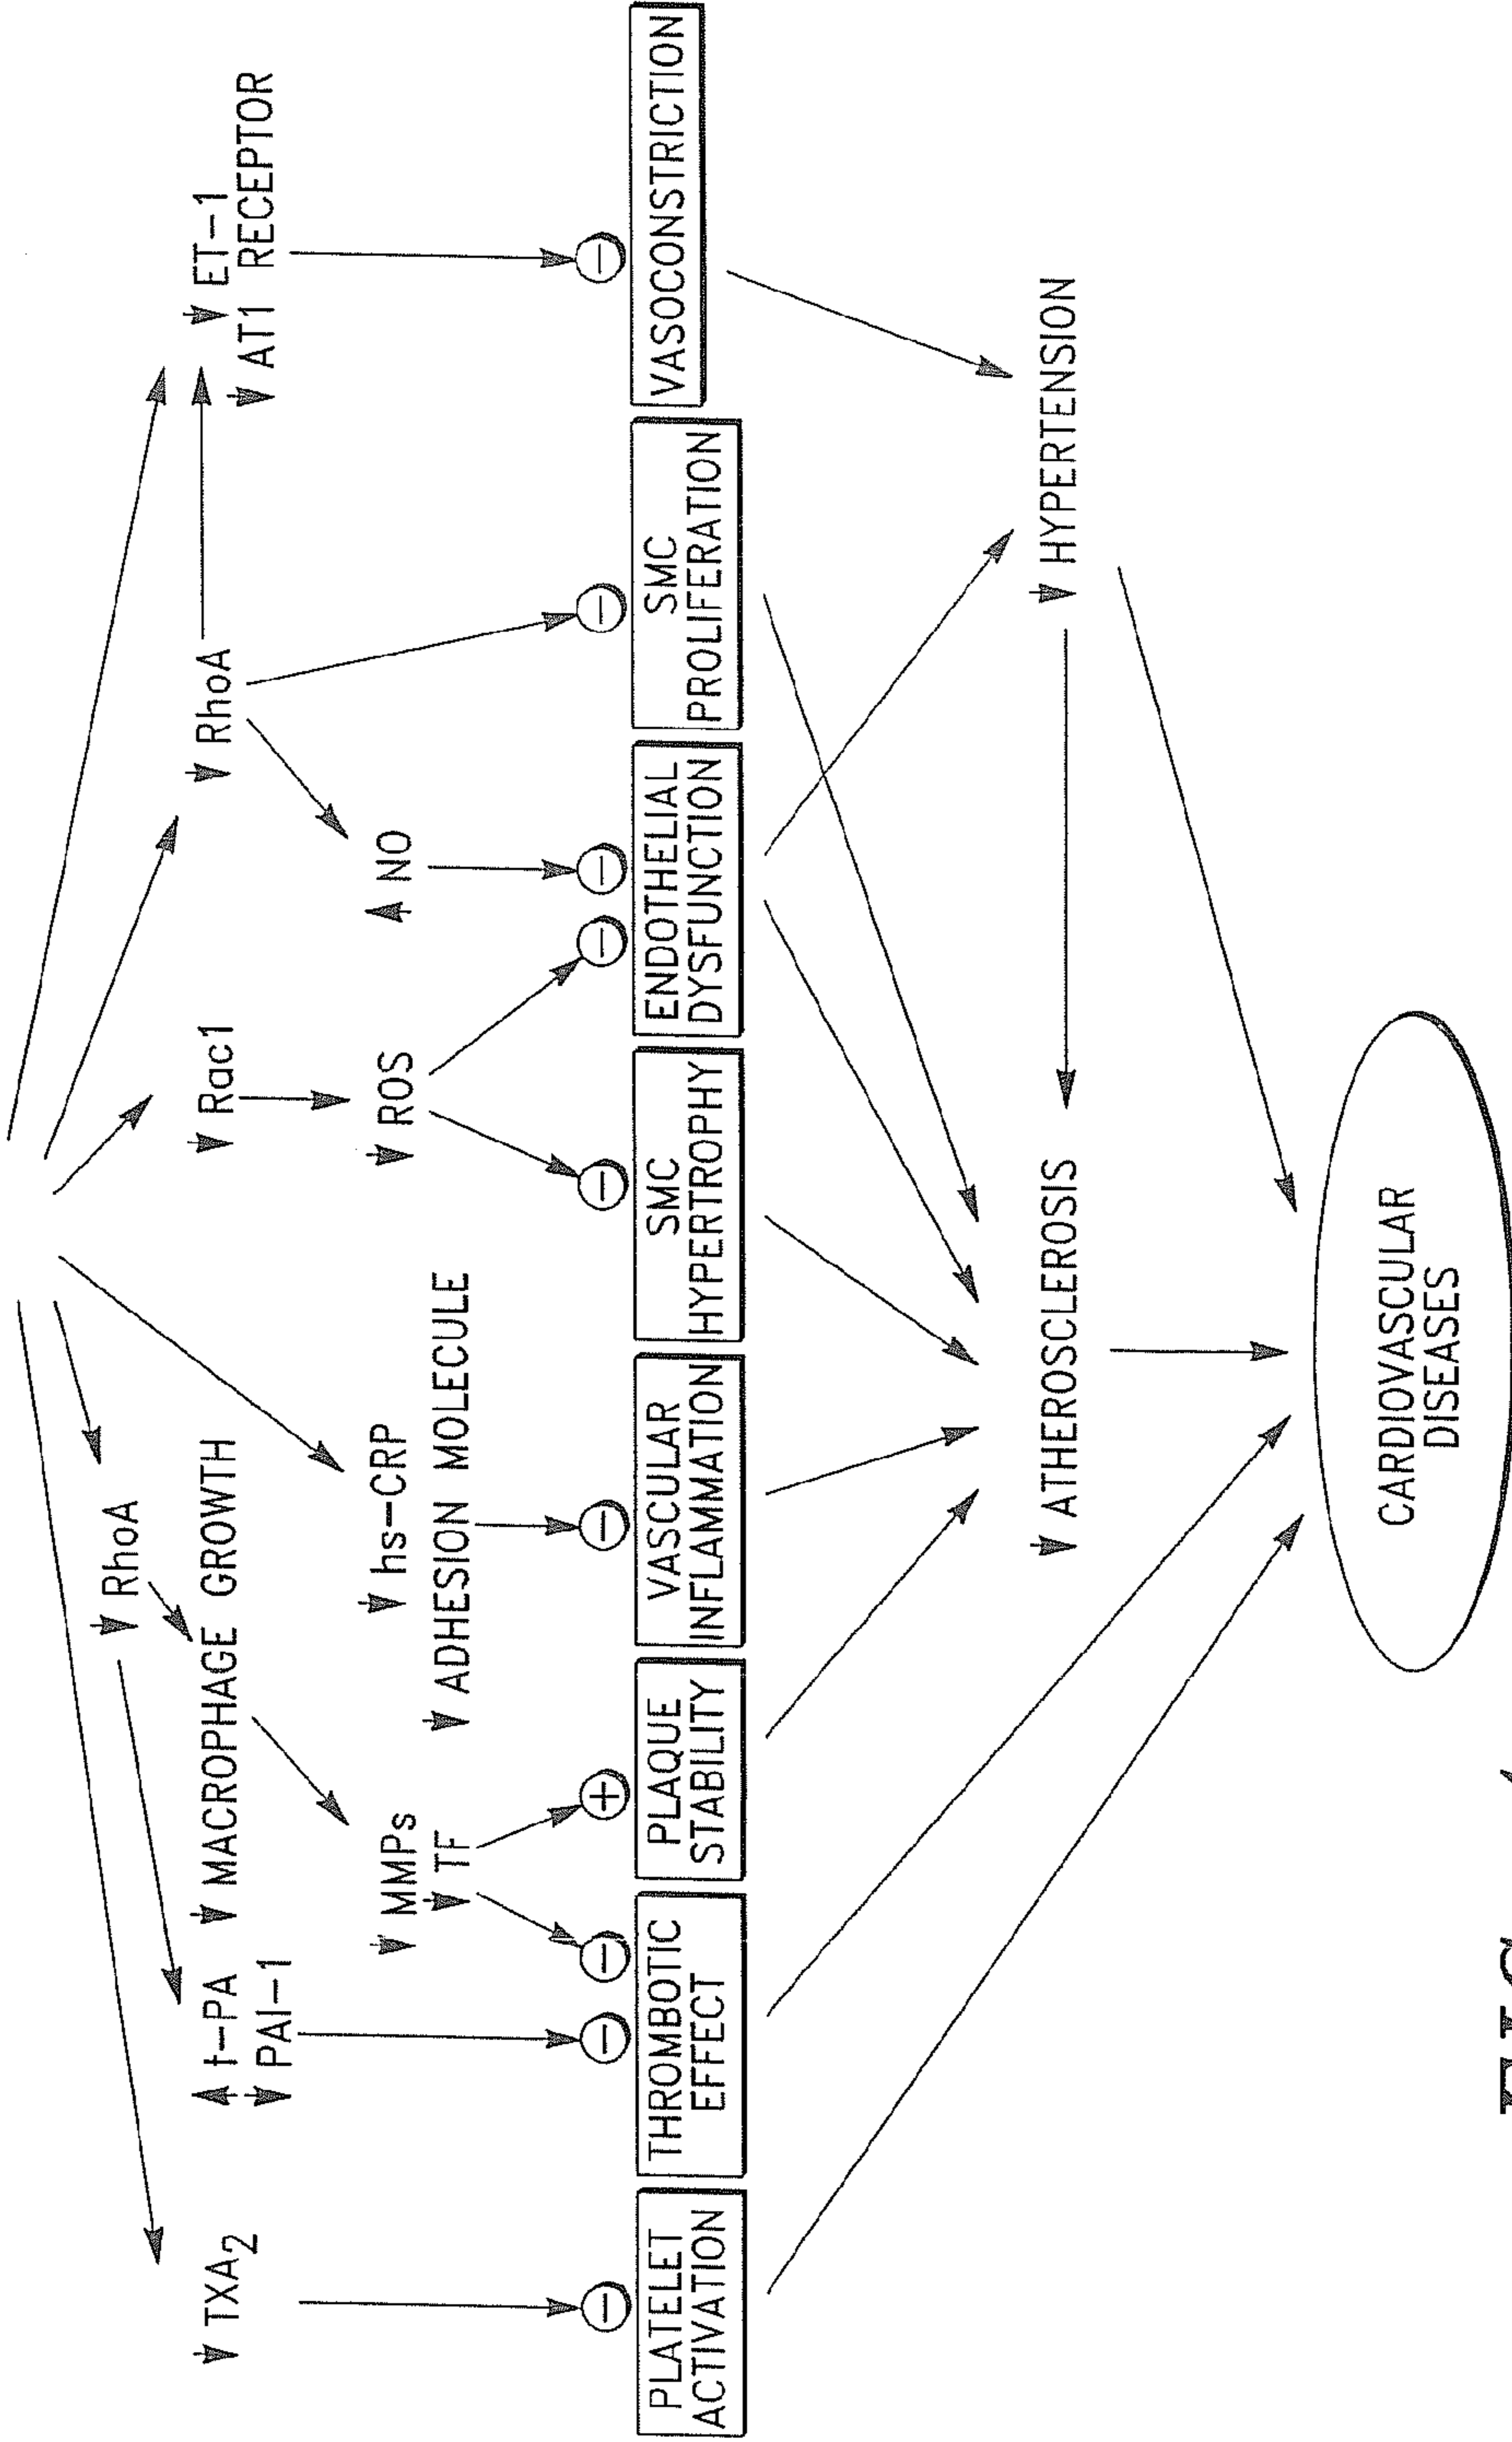 RhoA
TXA2
t-PA
PAI-1
MACROPHAGE GROWTH
Rac1
RhoA
ET-1
AT1 RECEPTOR
MMPs
TF
hs-CRP
ADHESION MOLECULE
ROS
NO
PLATELET
ACTIVATION
THROMBOTIC
EFFECT
PLAQUE
STABILITY
VASCULAR
INFLAMMATION
SMC
HYPERTROPHY
ENDOTHELIAL
DYSFUNCTION
SMC
PROLIFERATION
VASOCONSTRICTION
ATHEROSCLEROSIS
HYPERTENSION
CARDIOVASCULAR
DISEASES